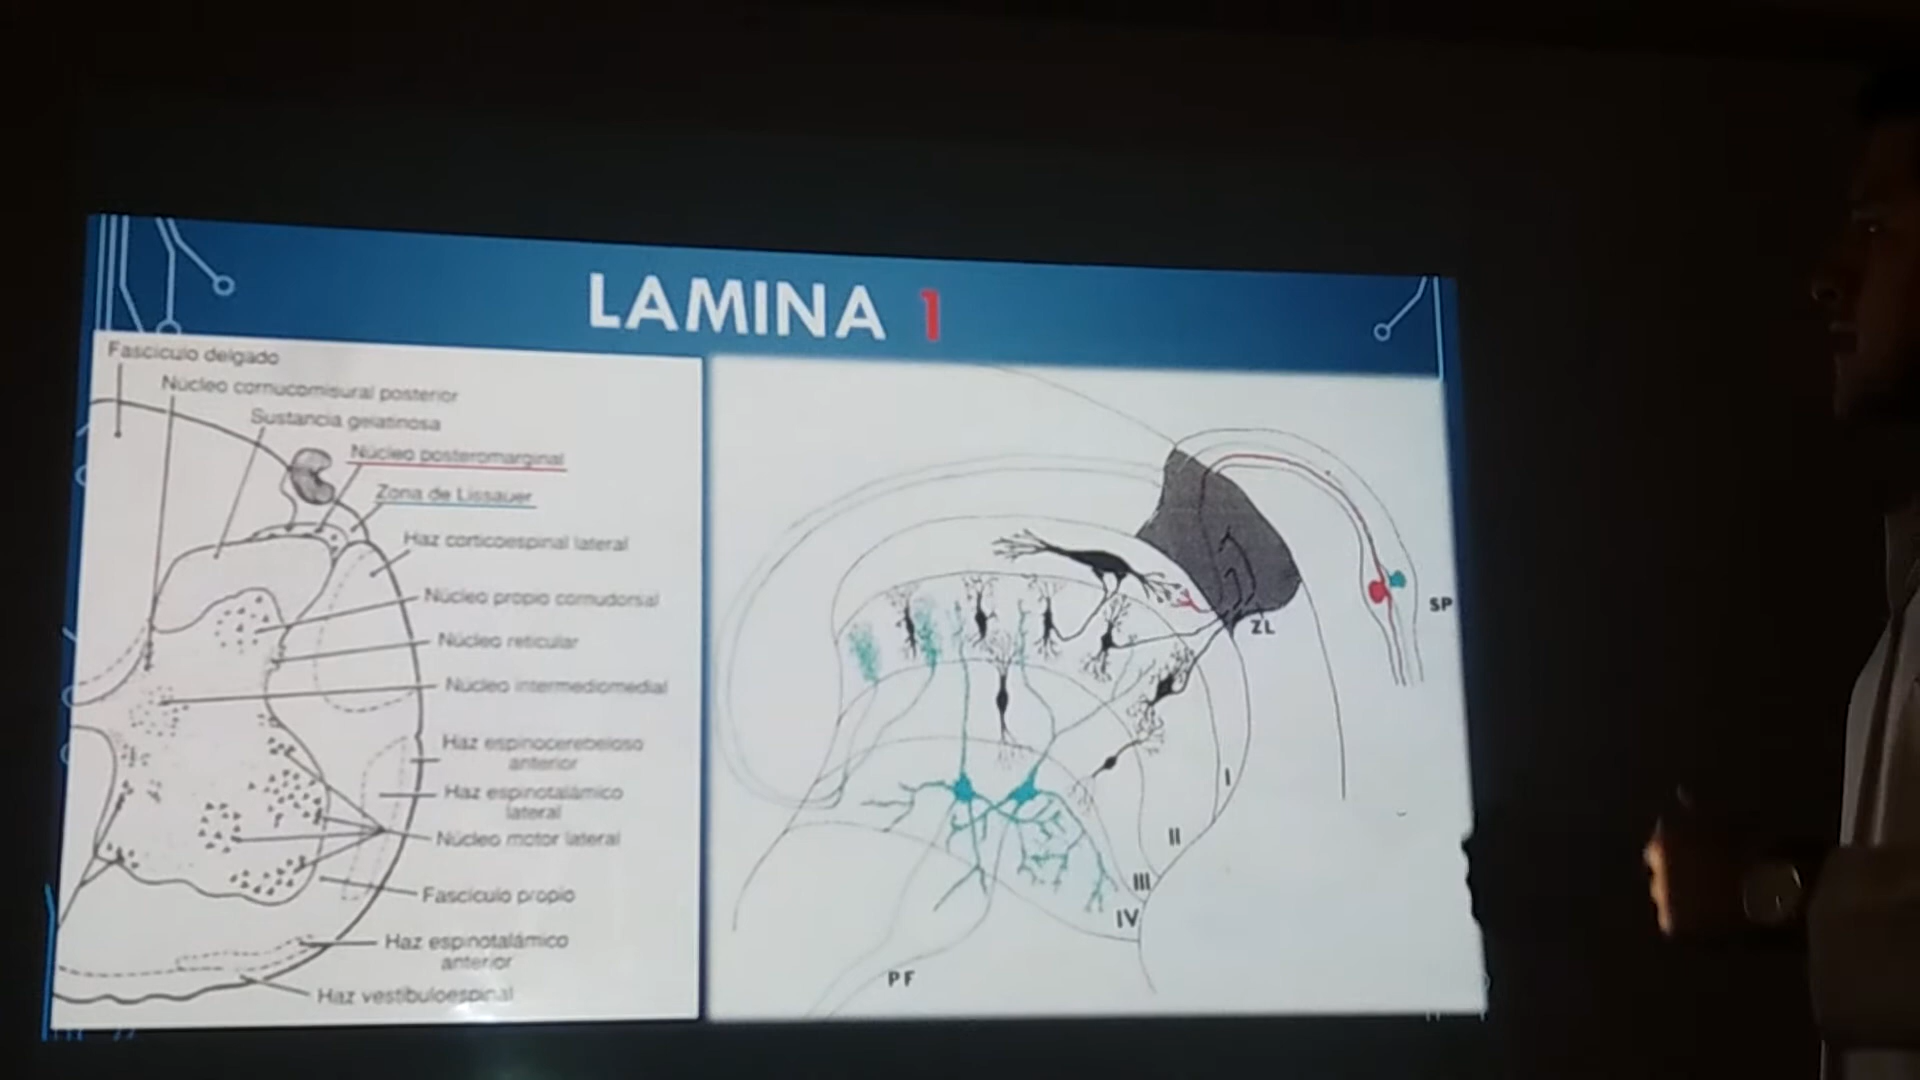 LAMINA 1
Fascículo delgado
Núcleo cornucomisural posterior
Sustancia gelatinosa
Núcleo posteromarginal
Zona de Lissauer
Haz corticoespinal lateral
Núcleo propio cornudorsal
Núcleo reticular
Núcleo intermediomedial
Haz espinocerebeloso
anterior
Haz espinotalámico
lateral
Núcleo motor lateral
Fascículo propio
Haz espinotalámico
anterior
Haz vestibuloespinal
SP
ZL
I
II
III
IV
PF